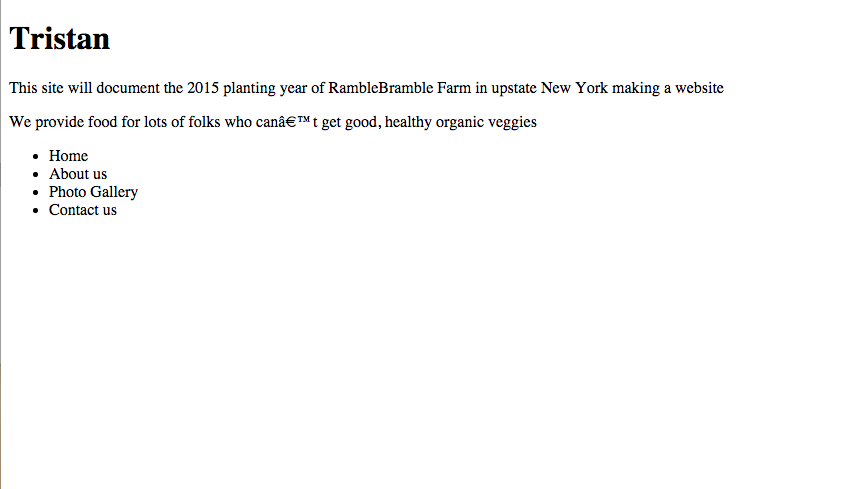 Tristan
This site will document the 2015 planting year of RambleBramble Farm in upstate New York making a website
We provide food for lots of folks who canâ€™t get good, healthy organic veggies
• Home
• About us
• Photo Gallery
• Contact us